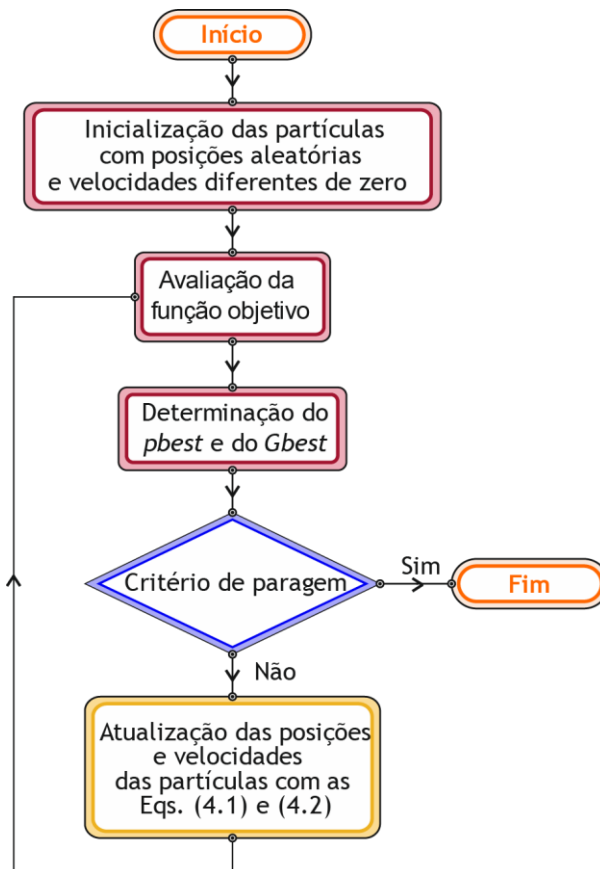 Início
Inicialização das partículas
com posições aleatórias
e velocidades diferentes de zero
Avaliação da
função objetivo
Determinação do
pbest e do Gbest
Critério de paragem
Sim
Fim
Não
Atualização das posições
e velocidades
das partículas com as
Eqs. (4.1) e (4.2)